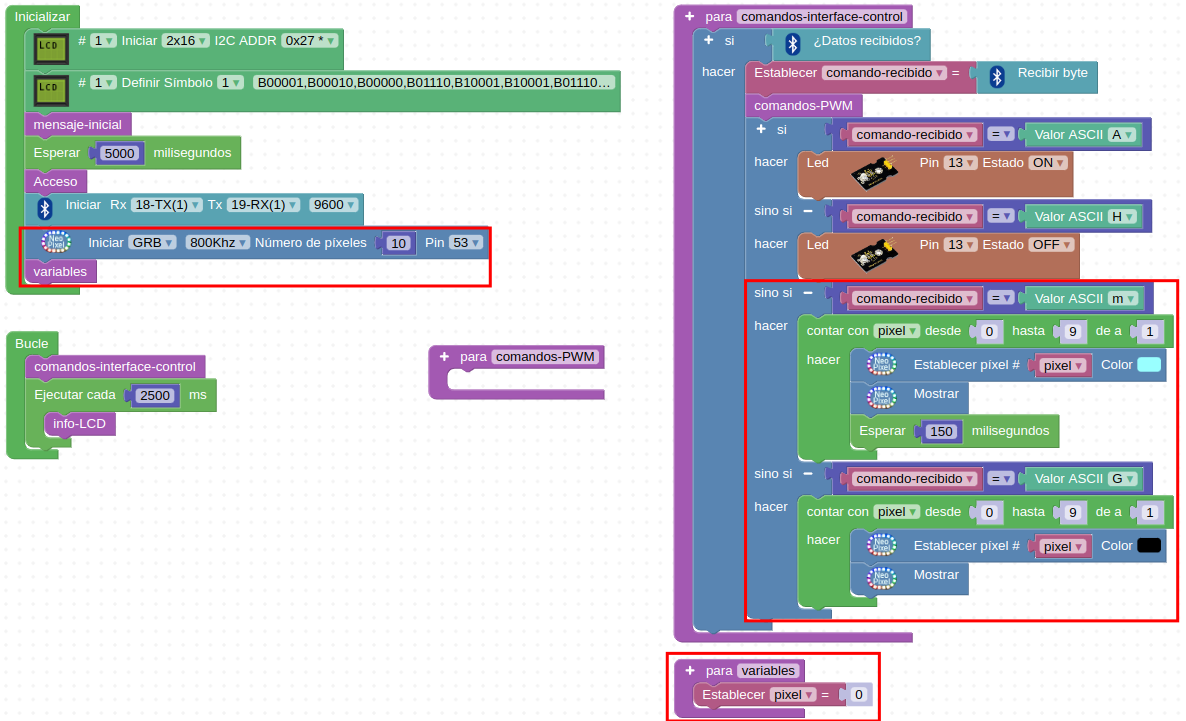 Inicializar
LCD # 1 Iniciar 2x16 I2C ADDR 0x27 *
LCD # 1 Definir Símbolo 1 B00001,B00010,B00000,B01110,B10001,B10001,B01110...
mensaje-inicial
Esperar 5000 milisegundos
Acceso
Iniciar Rx 18-TX(1) Tx 19-RX(1) 9600
Neo Pixel Iniciar GRB 800Khz Número de píxeles 10 Pin 53
variables
Bucle
comandos-interface-control
Ejecutar cada 2500 ms
info-LCD
+ para comandos-PWM
+ para comandos-interface-control
+ si ¿Datos recibidos?
hacer Establecer comando-recibido = Recibir byte
comandos-PWM
+ si comando-recibido = Valor ASCII A
hacer Led Pin 13 Estado ON
sino si - comando-recibido = Valor ASCII H
hacer Led Pin 13 Estado OFF
sino si - comando-recibido = Valor ASCII m
hacer contar con pixel desde 0 hasta 9 de a 1
hacer Neo Pixel Establecer píxel # pixel Color
Neo Pixel Mostrar
Esperar 150 milisegundos
sino si - comando-recibido = Valor ASCII G
hacer contar con pixel desde 0 hasta 9 de a 1
hacer Neo Pixel Establecer píxel # pixel Color
Neo Pixel Mostrar
+ para variables
Establecer pixel = 0